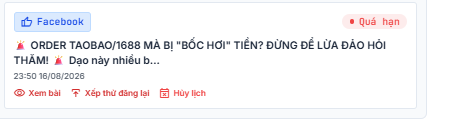 Facebook
Quá hạn
🚨 ORDER TAOBAO/1688 MÀ BỊ "BỐC HƠI" TIỀN? ĐỪNG ĐỂ LỪA ĐẢO HỎI
THĂM! 🚨 Dạo này nhiều b...
23:50 16/08/2026
Xem bài Xếp thứ đăng lại Hủy lịch